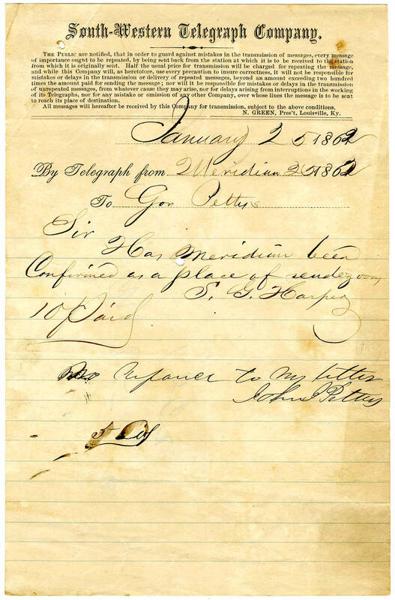 South-Western Telegraph Company.
THE PUBLIC are notified, that in order to guard against mistakes in the transmission of messages, every message
of importance ought to be repeated, by being sent back from the station at which it is to be received to the station
from which it is originally sent. Half the usual price for transmission will be charged for repeating the message,
and while this Company will, as heretofore, use every precaution to insure correctness, it will not be responsible for
mistakes or delays in the transmission or delivery of repeated messages, beyond an amount exceeding two hundred
times the amount paid for sending the message; nor will it be responsible for mistakes or delays in the transmission
of unrepeated messages, from whatever cause they may arise, nor for delays arising from interruptions in the working
of its Telegraphs, nor for any mistake or omission of any other Company, over whose lines the message is to be sent
to reach its place of destination.
All messages will hereafter be received by this Company for transmission, subject to the above conditions.
N. GREEN, Pres't, Louisville, Ky.
January 25 1862
By Telegraph from Meridian 25 1862
To Gov Pettus
Sir Has Meridian been
Confirmed as a place of rendezvous
S. G. Harper
10 Paid
to my letter
John J Pettus